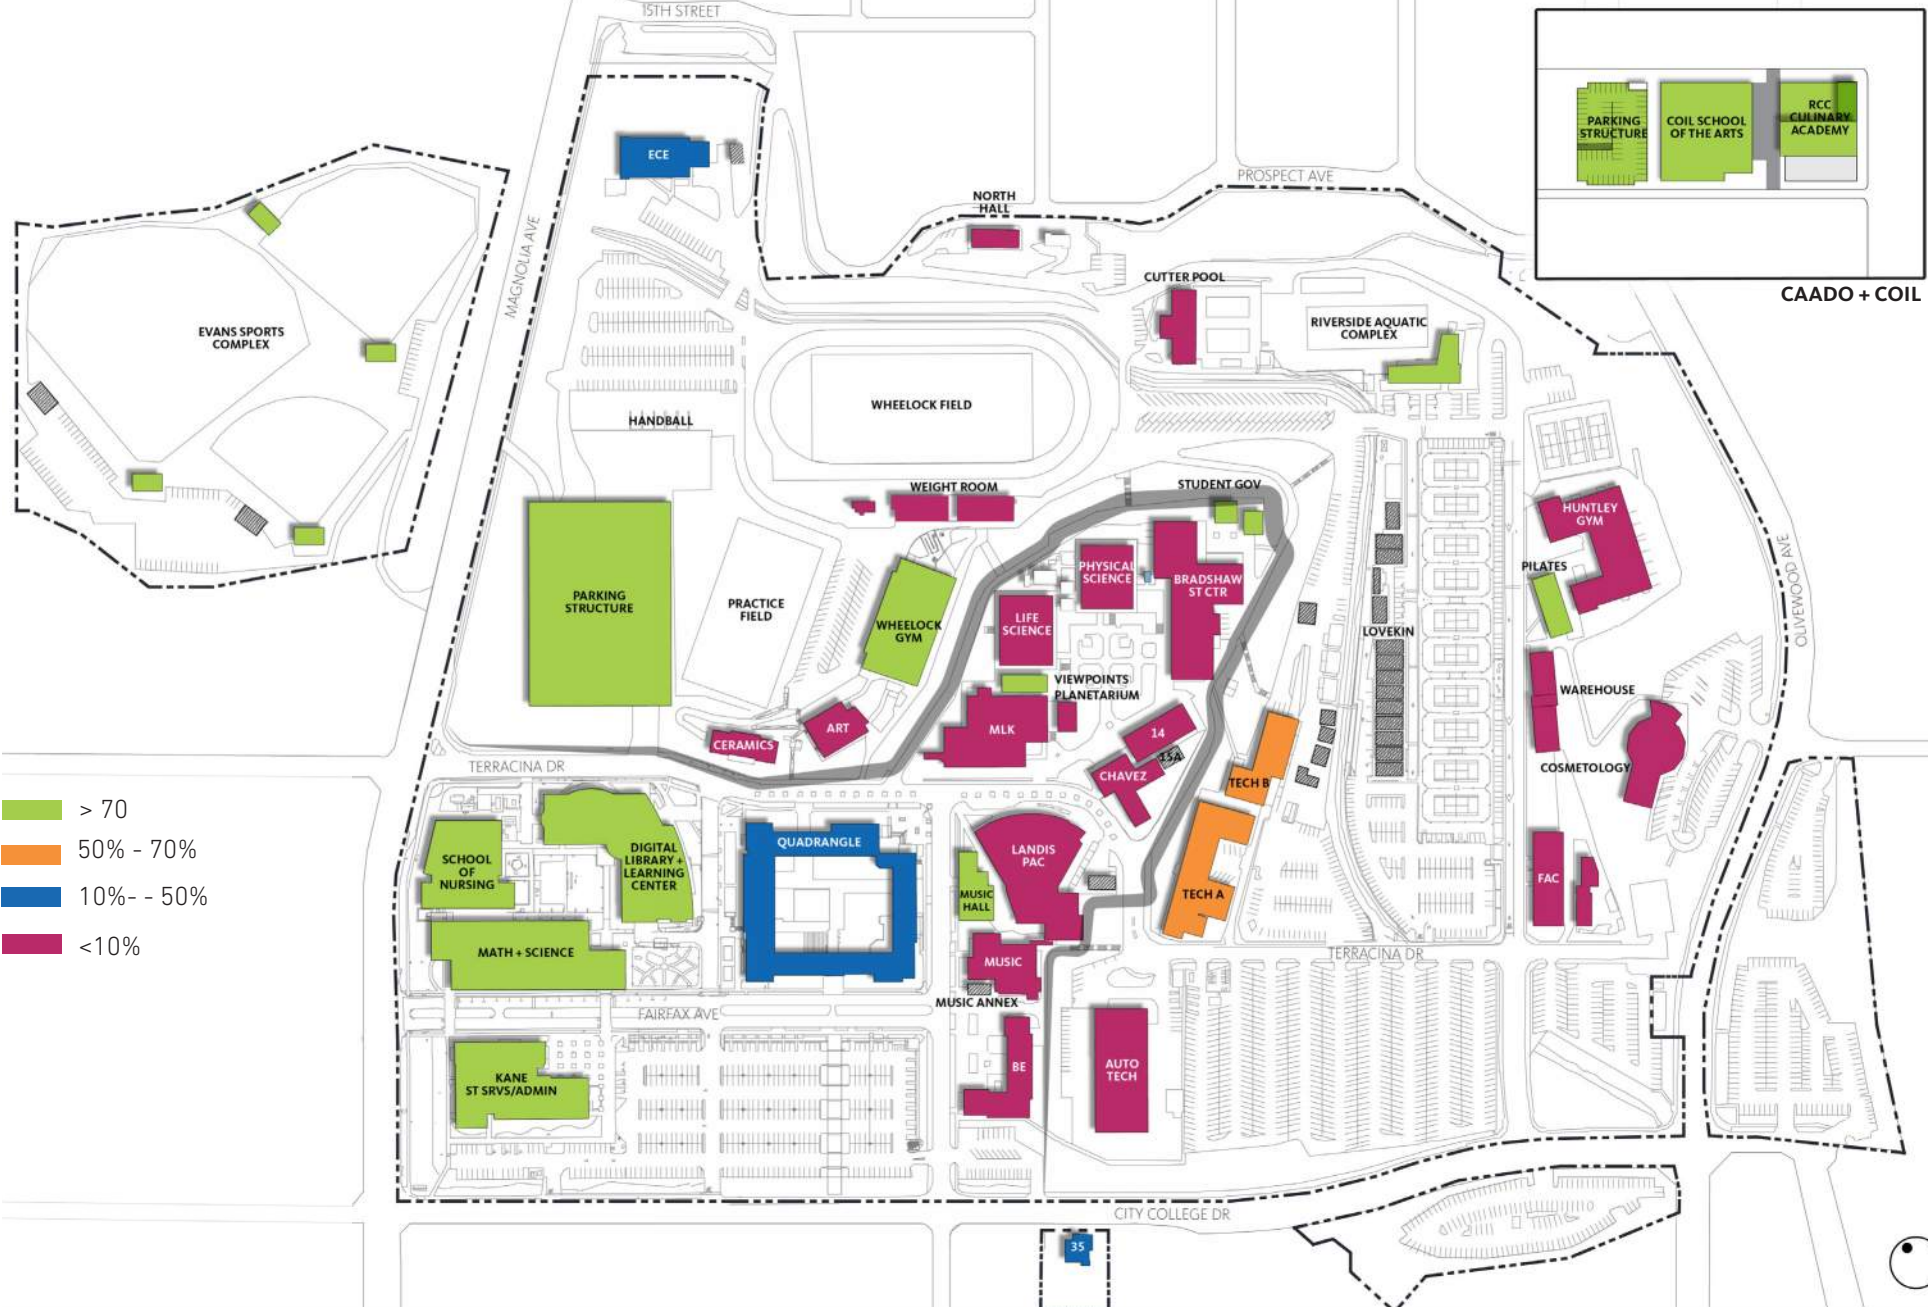 15TH STREET
PARKING
STRUCTURE
COIL SCHOOL
OF THE ARTS
RCC
CULINARY
ACADEMY
CAADO + COIL
ECE
PROSPECT AVE
NORTH
HALL
MAGNOLIA AVE
CUTTER POOL
EVANS SPORTS
COMPLEX
RIVERSIDE AQUATIC
COMPLEX
WHEELOCK FIELD
HANDBALL
WEIGHT ROOM
STUDENT GOV
HUNTLEY
GYM
OLIVEWOOD AVE
PILATES
PHYSICAL
SCIENCE
BRADSHAW
ST CTR
PARKING
STRUCTURE
PRACTICE
FIELD
WHEELOCK
GYM
LIFE
SCIENCE
LOVEKIN
VIEWPOINTS
PLANETARIUM
WAREHOUSE
CERAMICS
ART
MLK
14
15A
CHAVEZ
COSMETOLOGY
TERRACINA DR
TECH B
> 70
50% - 70%
10%- - 50%
<10%
SCHOOL
OF
NURSING
DIGITAL
LIBRARY +
LEARNING
CENTER
QUADRANGLE
LANDIS
PAC
MUSIC
HALL
TECH A
FAC
MATH + SCIENCE
MUSIC
TERRACINA DR
MUSIC ANNEX
FAIRFAX AVE
KANE
ST SRVS/ADMIN
BE
AUTO
TECH
CITY COLLEGE DR
35